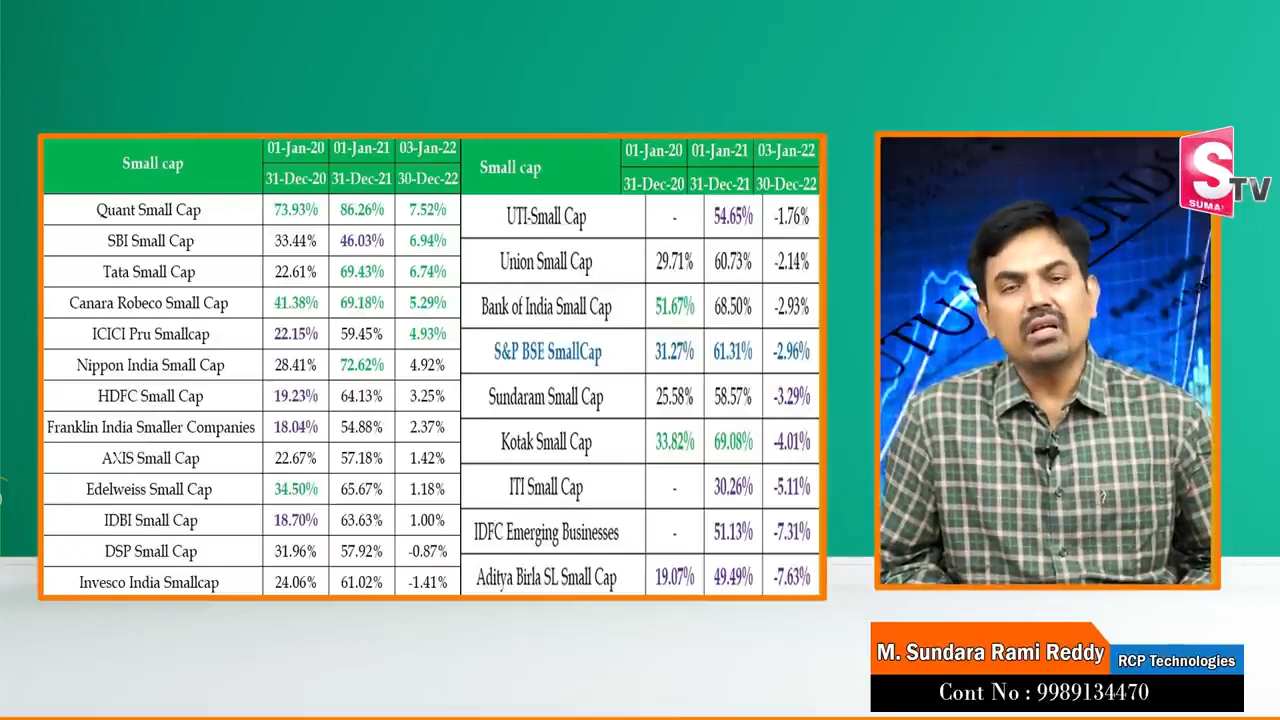 Small cap 01-Jan-20 01-Jan-21 03-Jan-22
31-Dec-20 31-Dec-21 30-Dec-22
Quant Small Cap 73.93% 86.26% 7.52%
SBI Small Cap 33.44% 46.03% 6.94%
Tata Small Cap 22.61% 69.43% 6.74%
Canara Robeco Small Cap 41.38% 69.18% 5.29%
ICICI Pru Smallcap 22.15% 59.45% 4.93%
Nippon India Small Cap 28.41% 72.62% 4.92%
HDFC Small Cap 19.23% 64.13% 3.25%
Franklin India Smaller Companies 18.04% 54.88% 2.37%
AXIS Small Cap 22.67% 57.18% 1.42%
Edelweiss Small Cap 34.50% 65.67% 1.18%
IDBI Small Cap 18.70% 63.63% 1.00%
DSP Small Cap 31.96% 57.92% -0.87%
Invesco India Smallcap 24.06% 61.02% -1.41%
Small cap 01-Jan-20 01-Jan-21 03-Jan-22
31-Dec-20 31-Dec-21 30-Dec-22
UTI-Small Cap - 54.65% -1.76%
Union Small Cap 29.71% 60.73% -2.14%
Bank of India Small Cap 51.67% 68.50% -2.93%
S&P BSE SmallCap 31.27% 61.31% -2.96%
Sundaram Small Cap 25.58% 58.57% -3.29%
Kotak Small Cap 33.82% 69.08% -4.01%
ITI Small Cap - 30.26% -5.11%
IDFC Emerging Businesses - 51.13% -7.31%
Aditya Birla SL Small Cap 19.07% 49.49% -7.63%
S TV
SUMAN
M. Sundara Rami Reddy
RCP Technologies
Cont No : 9989134470